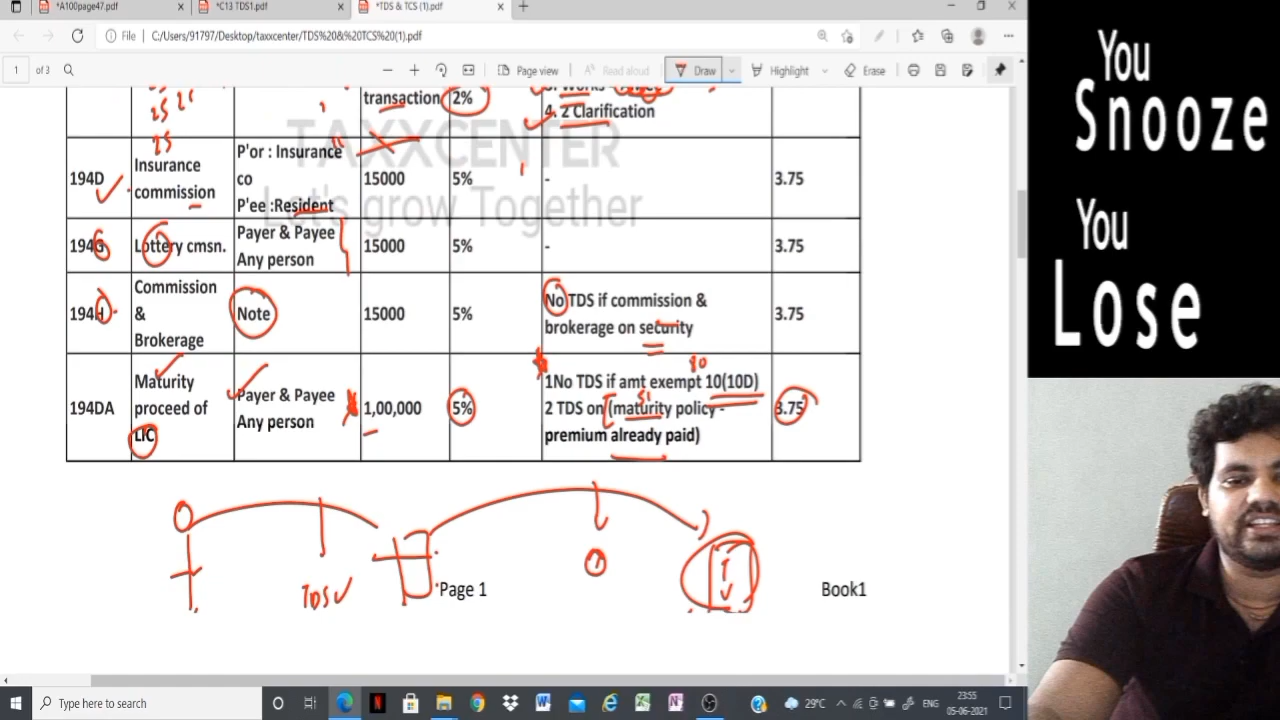 *A100page47.pdf
*C13 TDS1.pdf
*TDS & TCS (1).pdf
File C:/Users/91797/Desktop/taxxcenter/TDS%20&%20TCS%20(1).pdf
1 of 3 Page view Read aloud Draw Highlight Erase
transaction 2%
25
25
4. 2 Clarification
TAXXCENTER
Let's grow Together
194D Insurance commission P'or : Insurance co P'ee :Resident 15000 5% - 3.75
194G Lottery cmsn. Payer & Payee Any person 15000 5% - 3.75
194H Commission & Brokerage Note 15000 5% No TDS if commission & brokerage on security 3.75
194DA Maturity proceed of LIC Payer & Payee Any person 1,00,000 5% 1No TDS if amt exempt 10(10D) 2 TDS on (maturity policy - premium already paid) 3.75
TDS
Page 1
Book1
You
Snooze
You
Lose
Type here to search
29°C ENG 23:55
05-06-2021